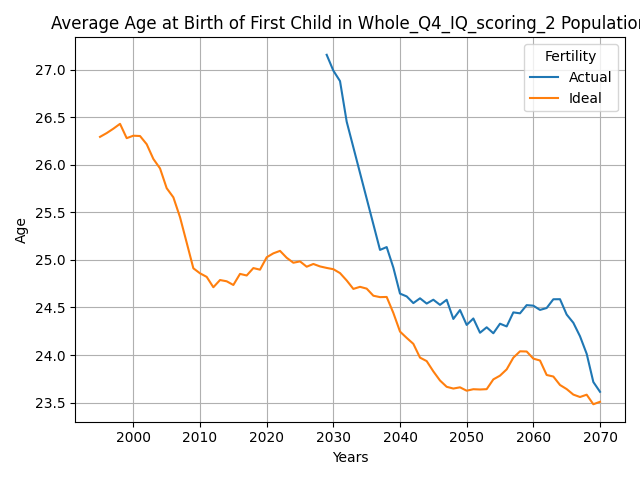 Average Age at Birth of First Child in Whole_Q4_IQ_scoring_2 Population
Fertility
Actual
Ideal
27.0
26.5
26.0
25.5
25.0
24.5
24.0
23.5
Age
2000
2010
2020
2030
2040
2050
2060
2070
Years